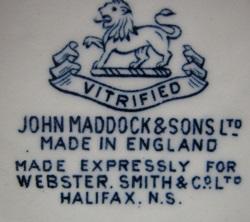 VITRIFIED
JOHN MADDOCK & SONS LTD
MADE IN ENGLAND
MADE EXPRESSLY FOR
WEBSTER. SMITH & CO. LTD
HALIFAX, N.S.